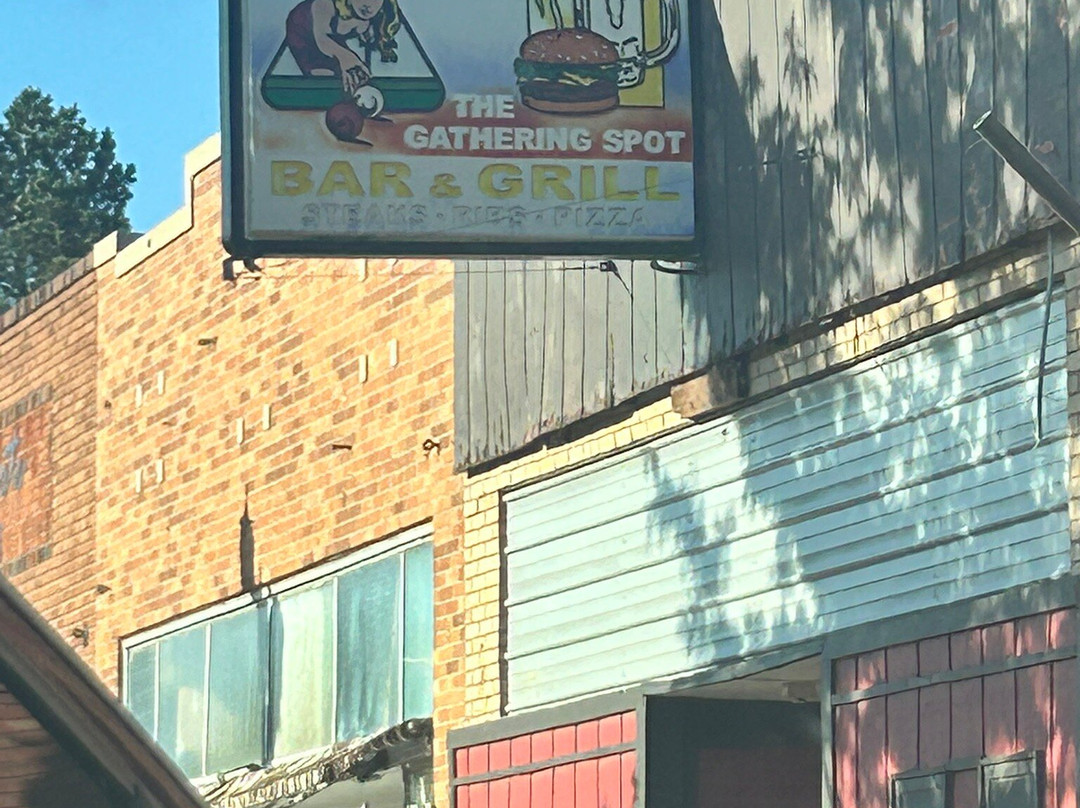 THE
GATHERING SPOT
BAR & GRILL
STEAKS · RIBS · PIZZA